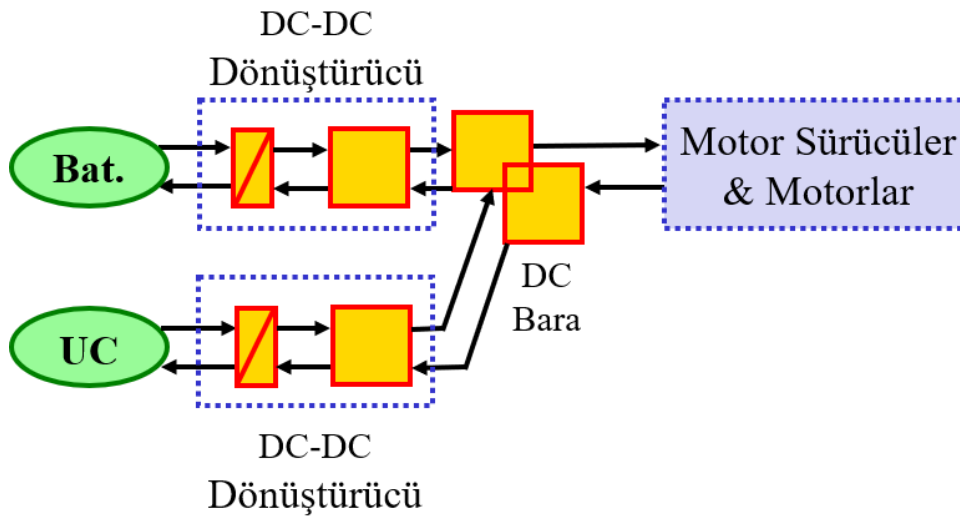 DC-DC
Dönüştürücü
Bat.
Motor Sürücüler
& Motorlar
DC
Bara
UC
DC-DC
Dönüştürücü